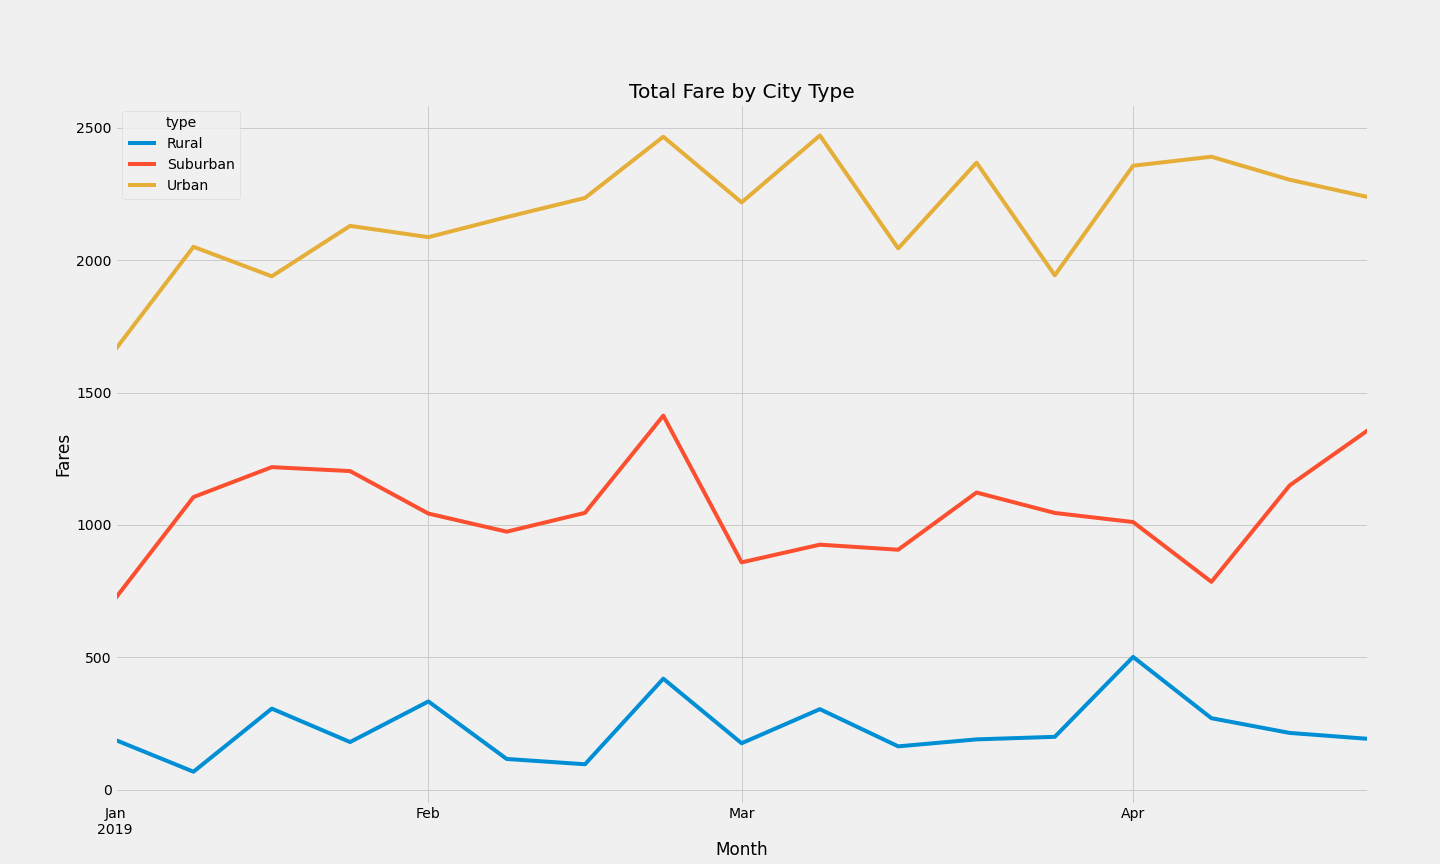 Total Fare by City Type
type
Rural
Suburban
Urban
2500
2000
1500
1000
500
0
Fares
Jan
2019
Feb
Mar
Apr
Month